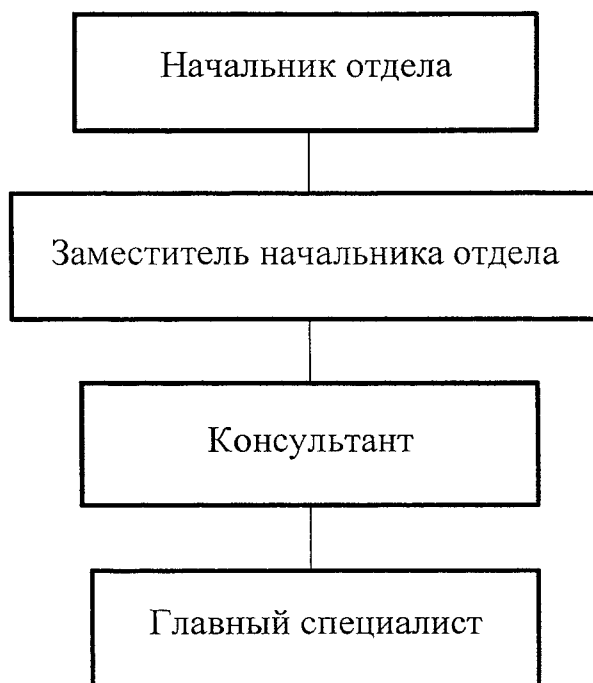 Начальник отдела
Заместитель начальника отдела
Консультант
Главный специалист